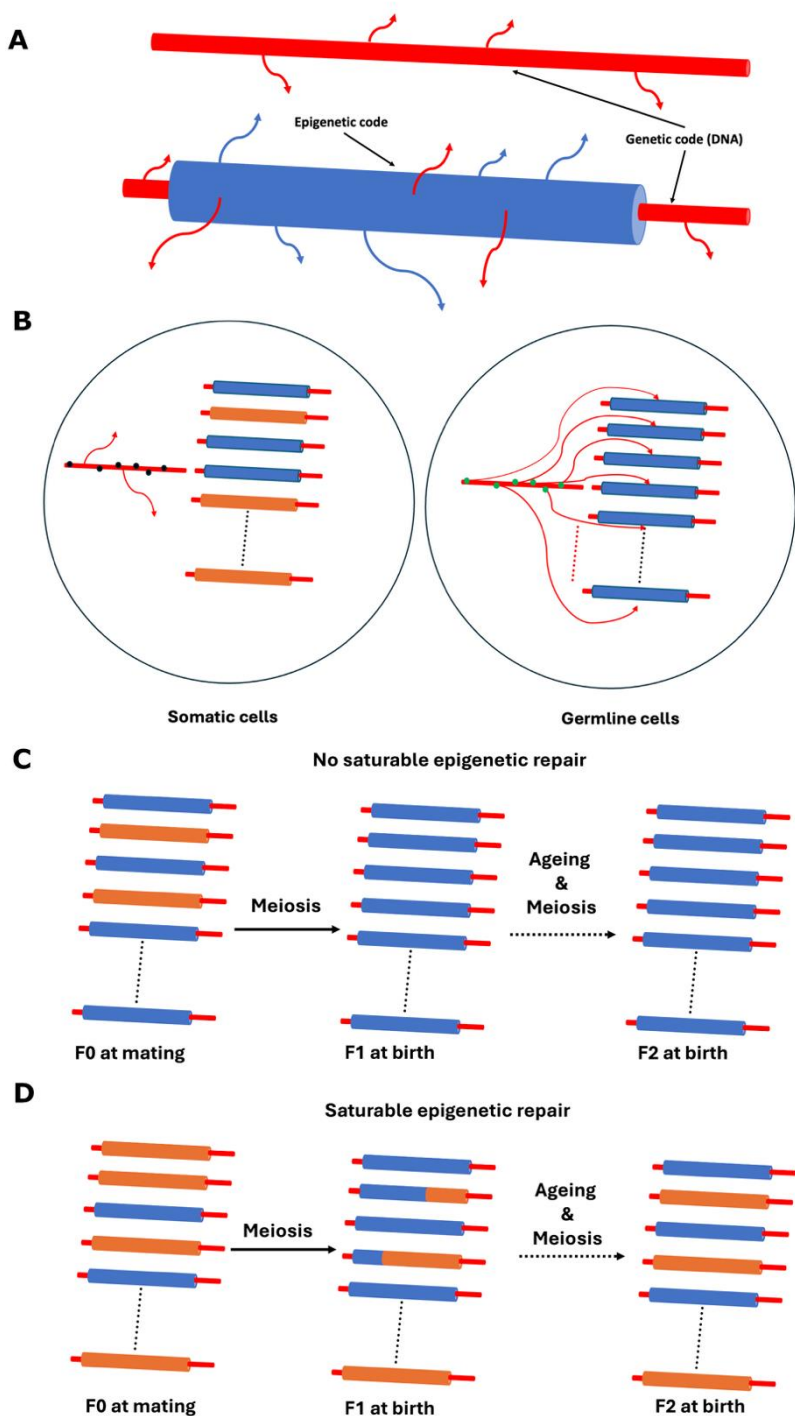 A
Epigenetic code
Genetic code (DNA)
B
Somatic cells
Germline cells
C
No saturable epigenetic repair
Meiosis
Ageing
&
Meiosis
F0 at mating
F1 at birth
F2 at birth
D
Saturable epigenetic repair
Meiosis
Ageing
&
Meiosis
F0 at mating
F1 at birth
F2 at birth